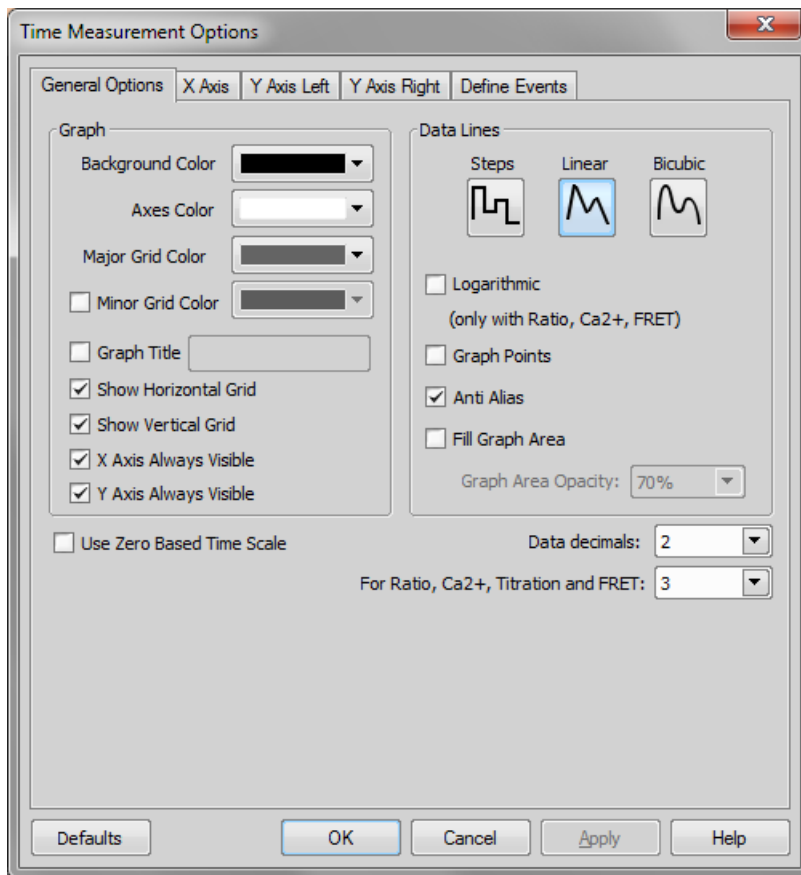 Time Measurement Options
General Options
X Axis
Y Axis Left
Y Axis Right
Define Events
Graph
Background Color
Axes Color
Major Grid Color
Minor Grid Color
Graph Title
Show Horizontal Grid
Show Vertical Grid
X Axis Always Visible
Y Axis Always Visible
Data Lines
Steps
Linear
Bicubic
Logarithmic
(only with Ratio, Ca2+, FRET)
Graph Points
Anti Alias
Fill Graph Area
Graph Area Opacity: 70%
Use Zero Based Time Scale
Data decimals: 2
For Ratio, Ca2+, Titration and FRET: 3
Defaults
OK
Cancel
Apply
Help